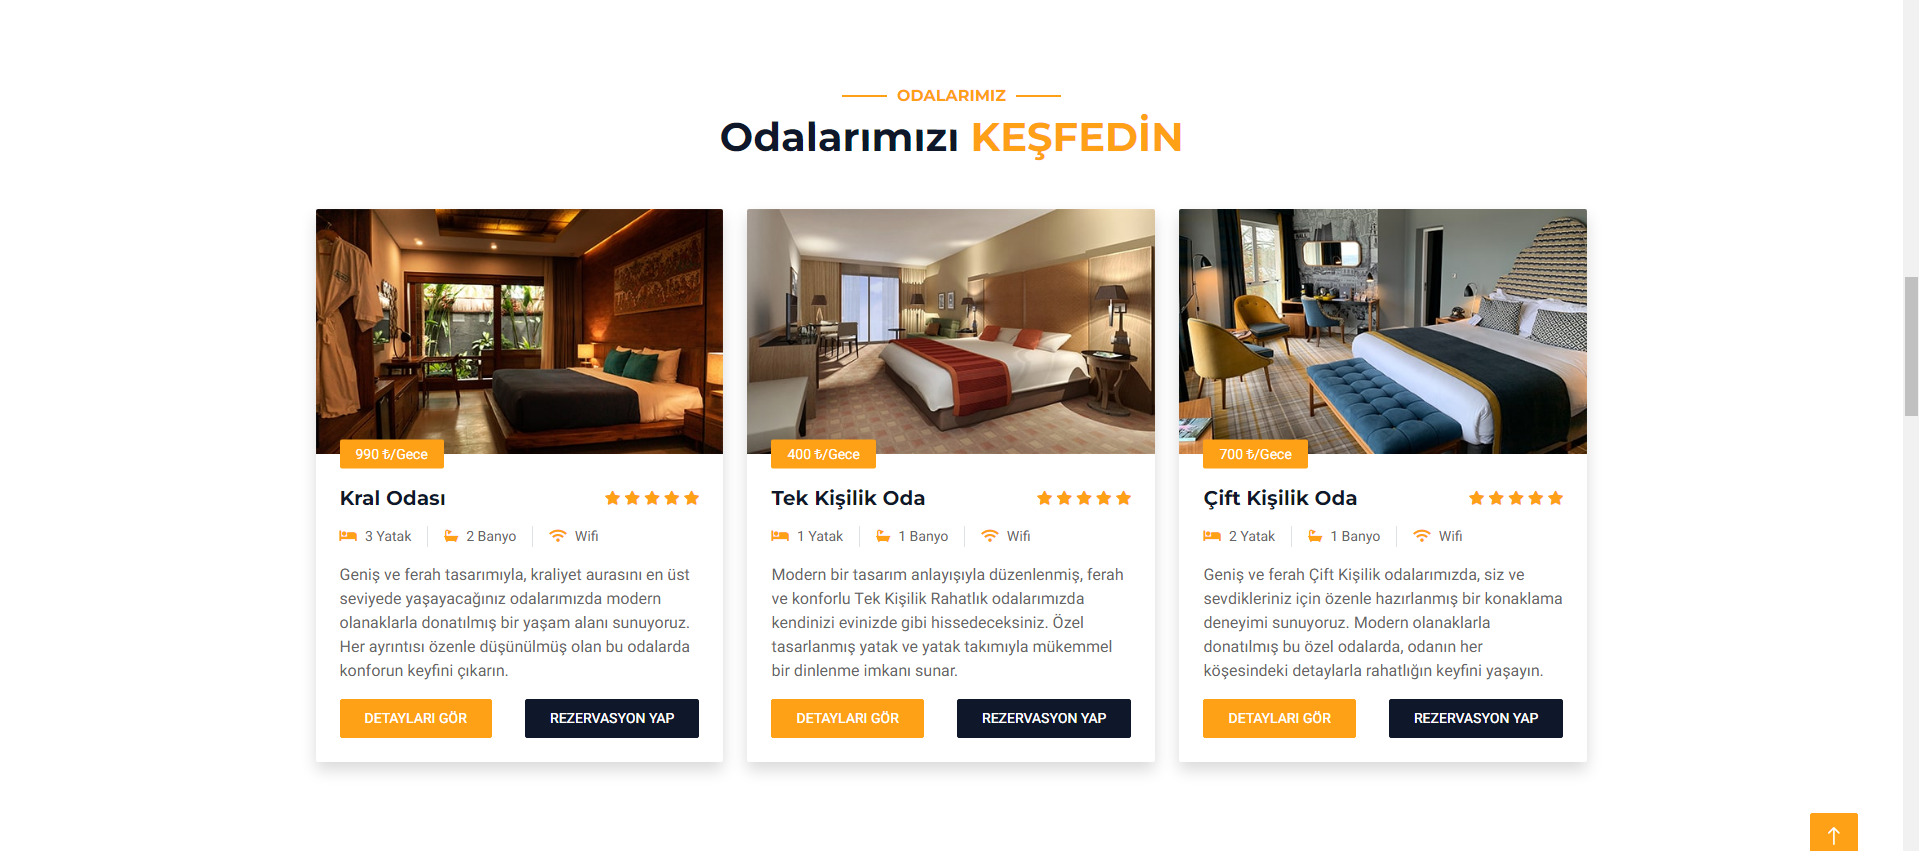 ODALARIMIZ
Odalarımızı KEŞFEDİN
990 ₺/Gece
Kral Odası
3 Yatak
2 Banyo
Wifi
Geniş ve ferah tasarımıyla, kraliyet aurasını en üst
seviyede yaşayacağınız odalarımızda modern
olanaklarla donatılmış bir yaşam alanı sunuyoruz.
Her ayrıntısı özenle düşünülmüş olan bu odalarda
konforun keyfini çıkarın.
DETAYLARI GÖR
REZERVASYON YAP
400 ₺/Gece
Tek Kişilik Oda
1 Yatak
1 Banyo
Wifi
Modern bir tasarım anlayışıyla düzenlenmiş, ferah
ve konforlu Tek Kişilik Rahatlık odalarımızda
kendinizi evinizde gibi hissedeceksiniz. Özel
tasarlanmış yatak ve yatak takımıyla mükemmel
bir dinlenme imkanı sunar.
DETAYLARI GÖR
REZERVASYON YAP
700 ₺/Gece
Çift Kişilik Oda
2 Yatak
1 Banyo
Wifi
Geniş ve ferah Çift Kişilik odalarımızda, siz ve
sevdikleriniz için özenle hazırlanmış bir konaklama
deneyimi sunuyoruz. Modern olanaklarla
donatılmış bu özel odalarda, odanın her
köşesindeki detaylarla rahatlığın keyfini yaşayın.
DETAYLARI GÖR
REZERVASYON YAP